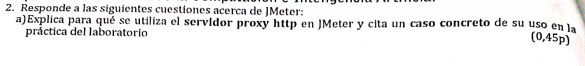 2. Responde a las siguientes cuestiones acerca de JMeter:
a)Explica para qué se utiliza el servidor proxy http en JMeter y cita un caso concreto de su uso en la
práctica del laboratorio
(0,45p)